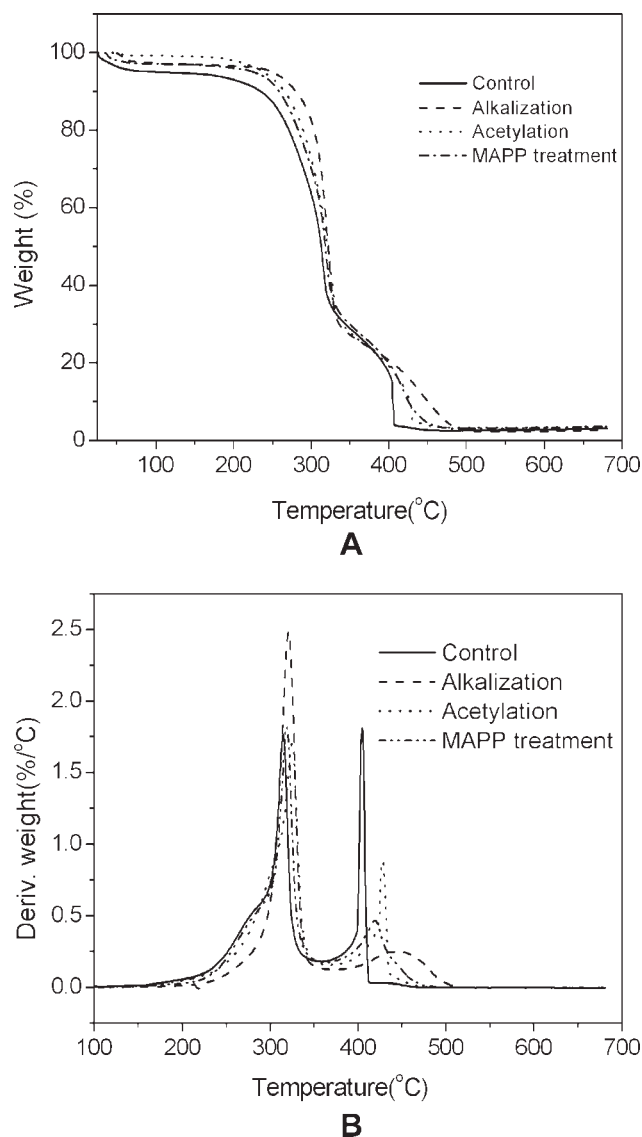 100
80
60
40
20
0
Weight (%)
Control
Alkalization
Acetylation
MAPP treatment
100 200 300 400 500 600 700
Temperature(°C)
A
2.5
2.0
1.5
1.0
0.5
0.0
Deriv. weight(%/°C)
Control
Alkalization
Acetylation
MAPP treatment
100 200 300 400 500 600 700
Temperature(°C)
B